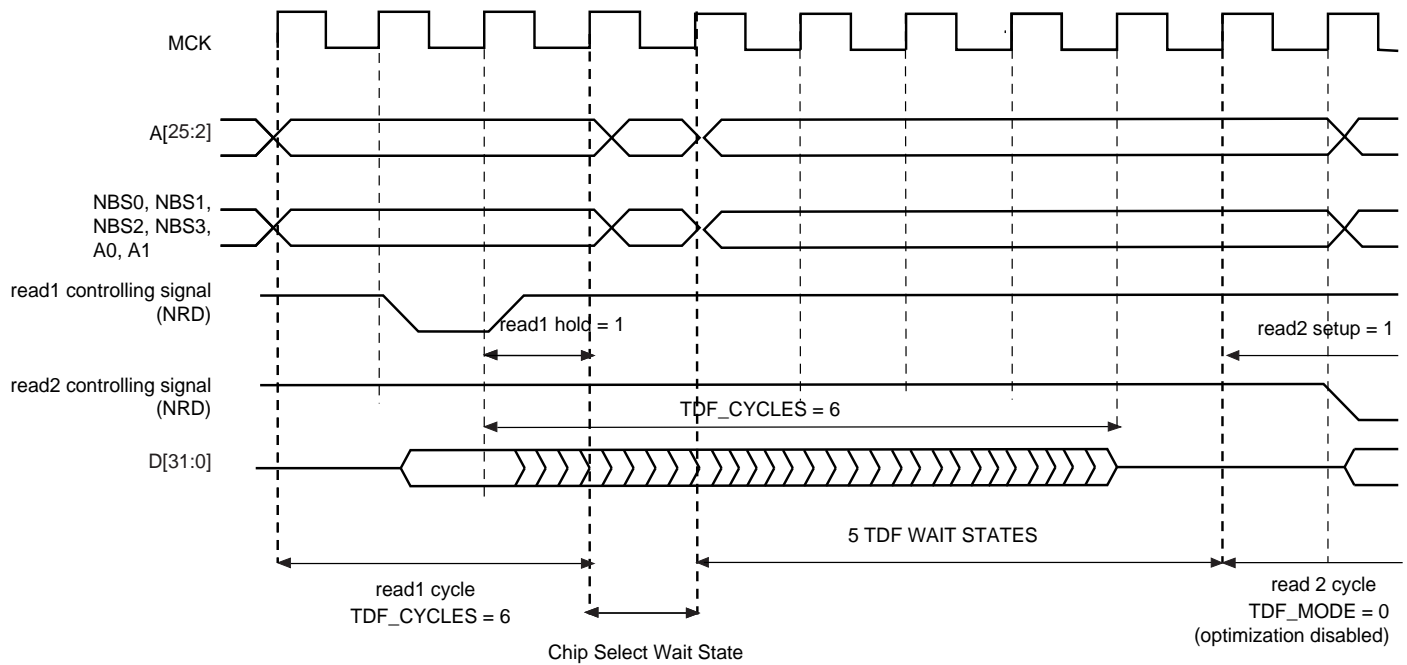 MCK
A[25:2]
NBS0, NBS1,
NBS2, NBS3,
A0, A1
read1 controlling signal
(NRD)
read1 hold = 1
read2 setup = 1
read2 controlling signal
(NRD)
TDF_CYCLES = 6
D[31:0]
5 TDF WAIT STATES
read1 cycle
TDF_CYCLES = 6
read 2 cycle
TDF_MODE = 0
(optimization disabled)
Chip Select Wait State